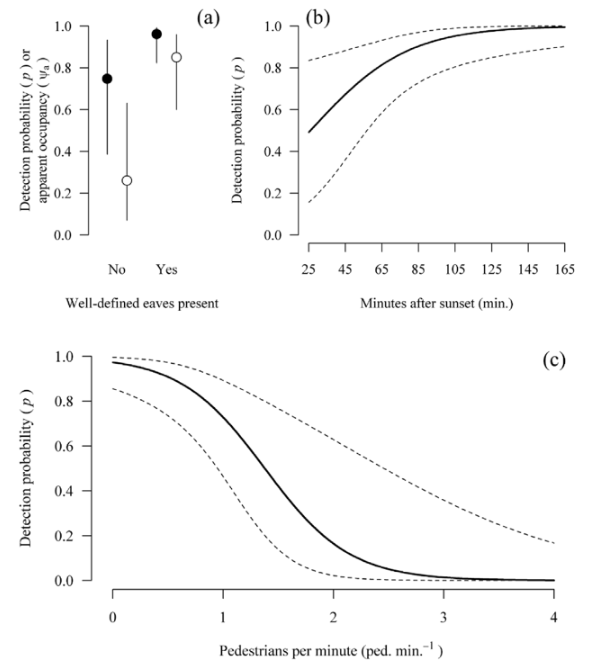 (a)
Detection probability ( p ) or
apparent occupancy ( ψa )
1.0
0.8
0.6
0.4
0.2
0.0
No Yes
Well-defined eaves present
(b)
Detection probability ( p )
1.0
0.8
0.6
0.4
0.2
0.0
25 45 65 85 105 125 145 165
Minutes after sunset (min.)
(c)
Detection probability ( p )
1.0
0.8
0.6
0.4
0.2
0.0
0 1 2 3 4
Pedestrians per minute (ped. min.⁻¹ )